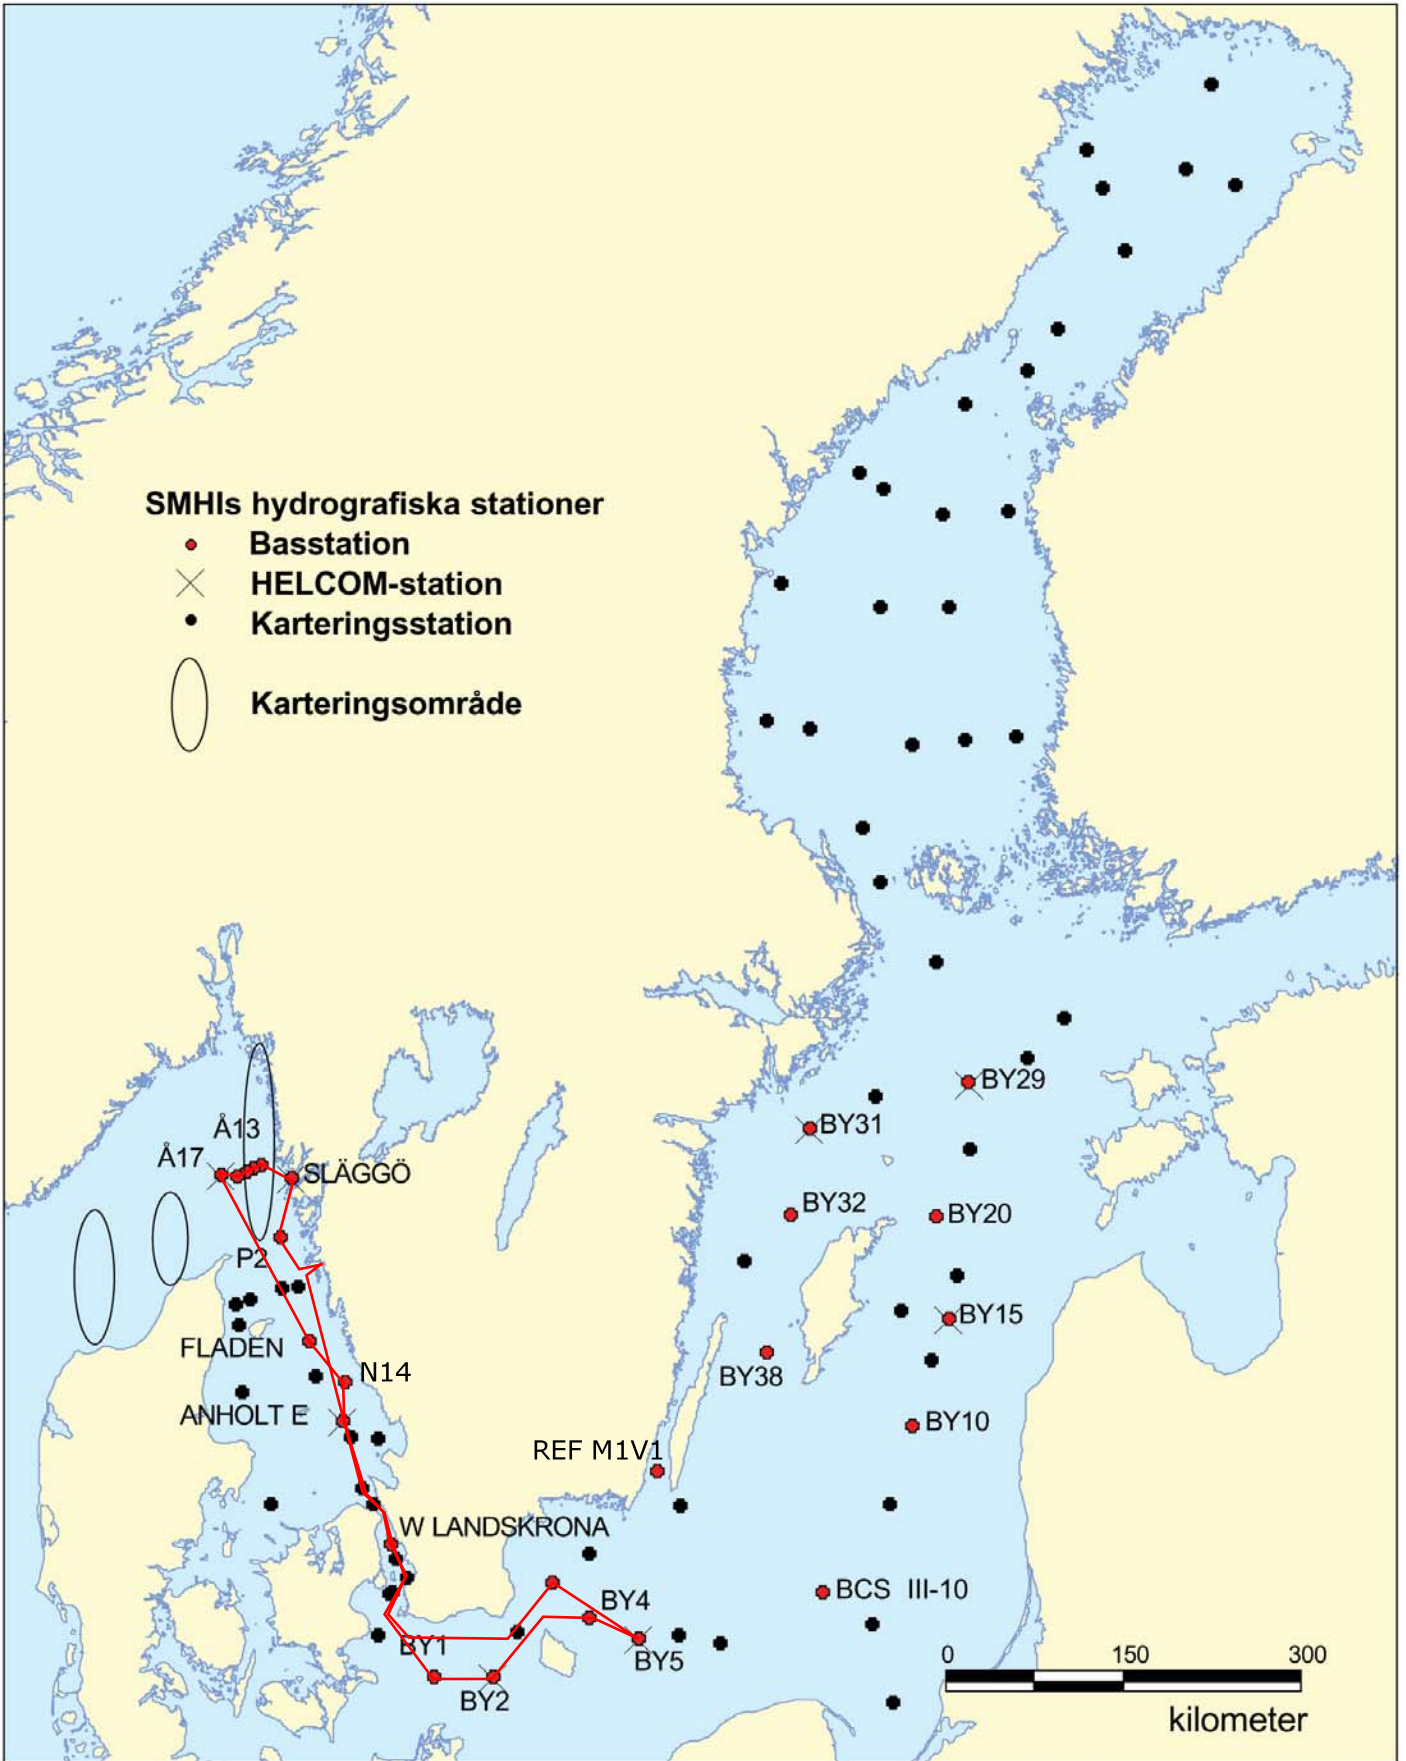 SMHIs hydrografiska stationer
Basstation
HELCOM-station
Karteringsstation
Karteringsområde
BY29
Å13
BY31
Å17
SLÄGGÖ
BY32
BY20
P2
BY15
FLADEN
N14
BY38
ANHOLT E
BY10
REF M1V1
W LANDSKRONA
BCS III-10
BY4
BY1
BY5
BY2
0 150 300
kilometer